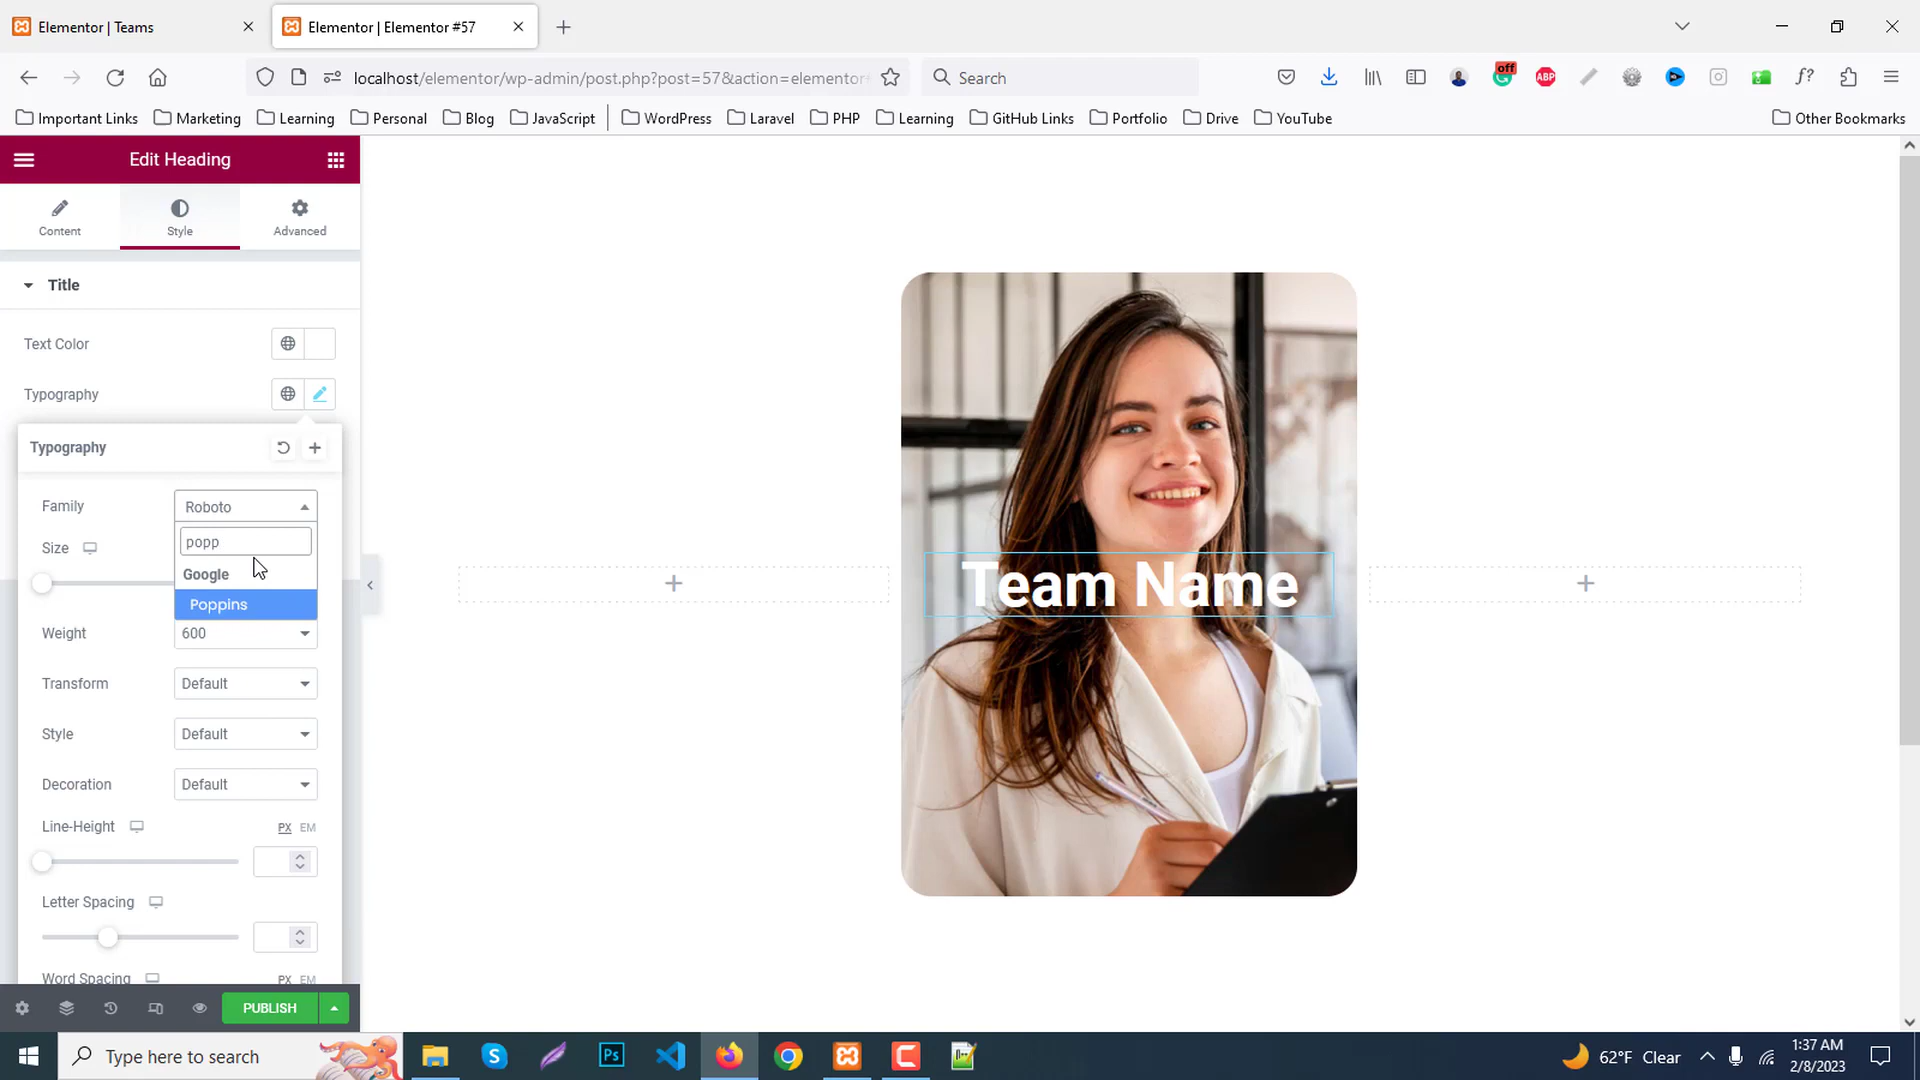 Elementor | Teams
Elementor | Elementor #57
localhost/elementor/wp-admin/post.php?post=57&action=elementor
Search
off
ABP
f?
Important Links
Marketing
Learning
Personal
Blog
JavaScript
WordPress
Laravel
PHP
Learning
GitHub Links
Portfolio
Drive
YouTube
Other Bookmarks
Edit Heading
Content
Style
Advanced
Title
Text Color
Typography
Typography
Family
Roboto
popp
Size
Google
Poppins
Weight
600
Transform
Default
Style
Default
Decoration
Default
Line-Height
PX EM
Letter Spacing
Word Spacing
PX EM
PUBLISH
Team Name
Type here to search
Ps
62°F Clear
1:37 AM
2/8/2023